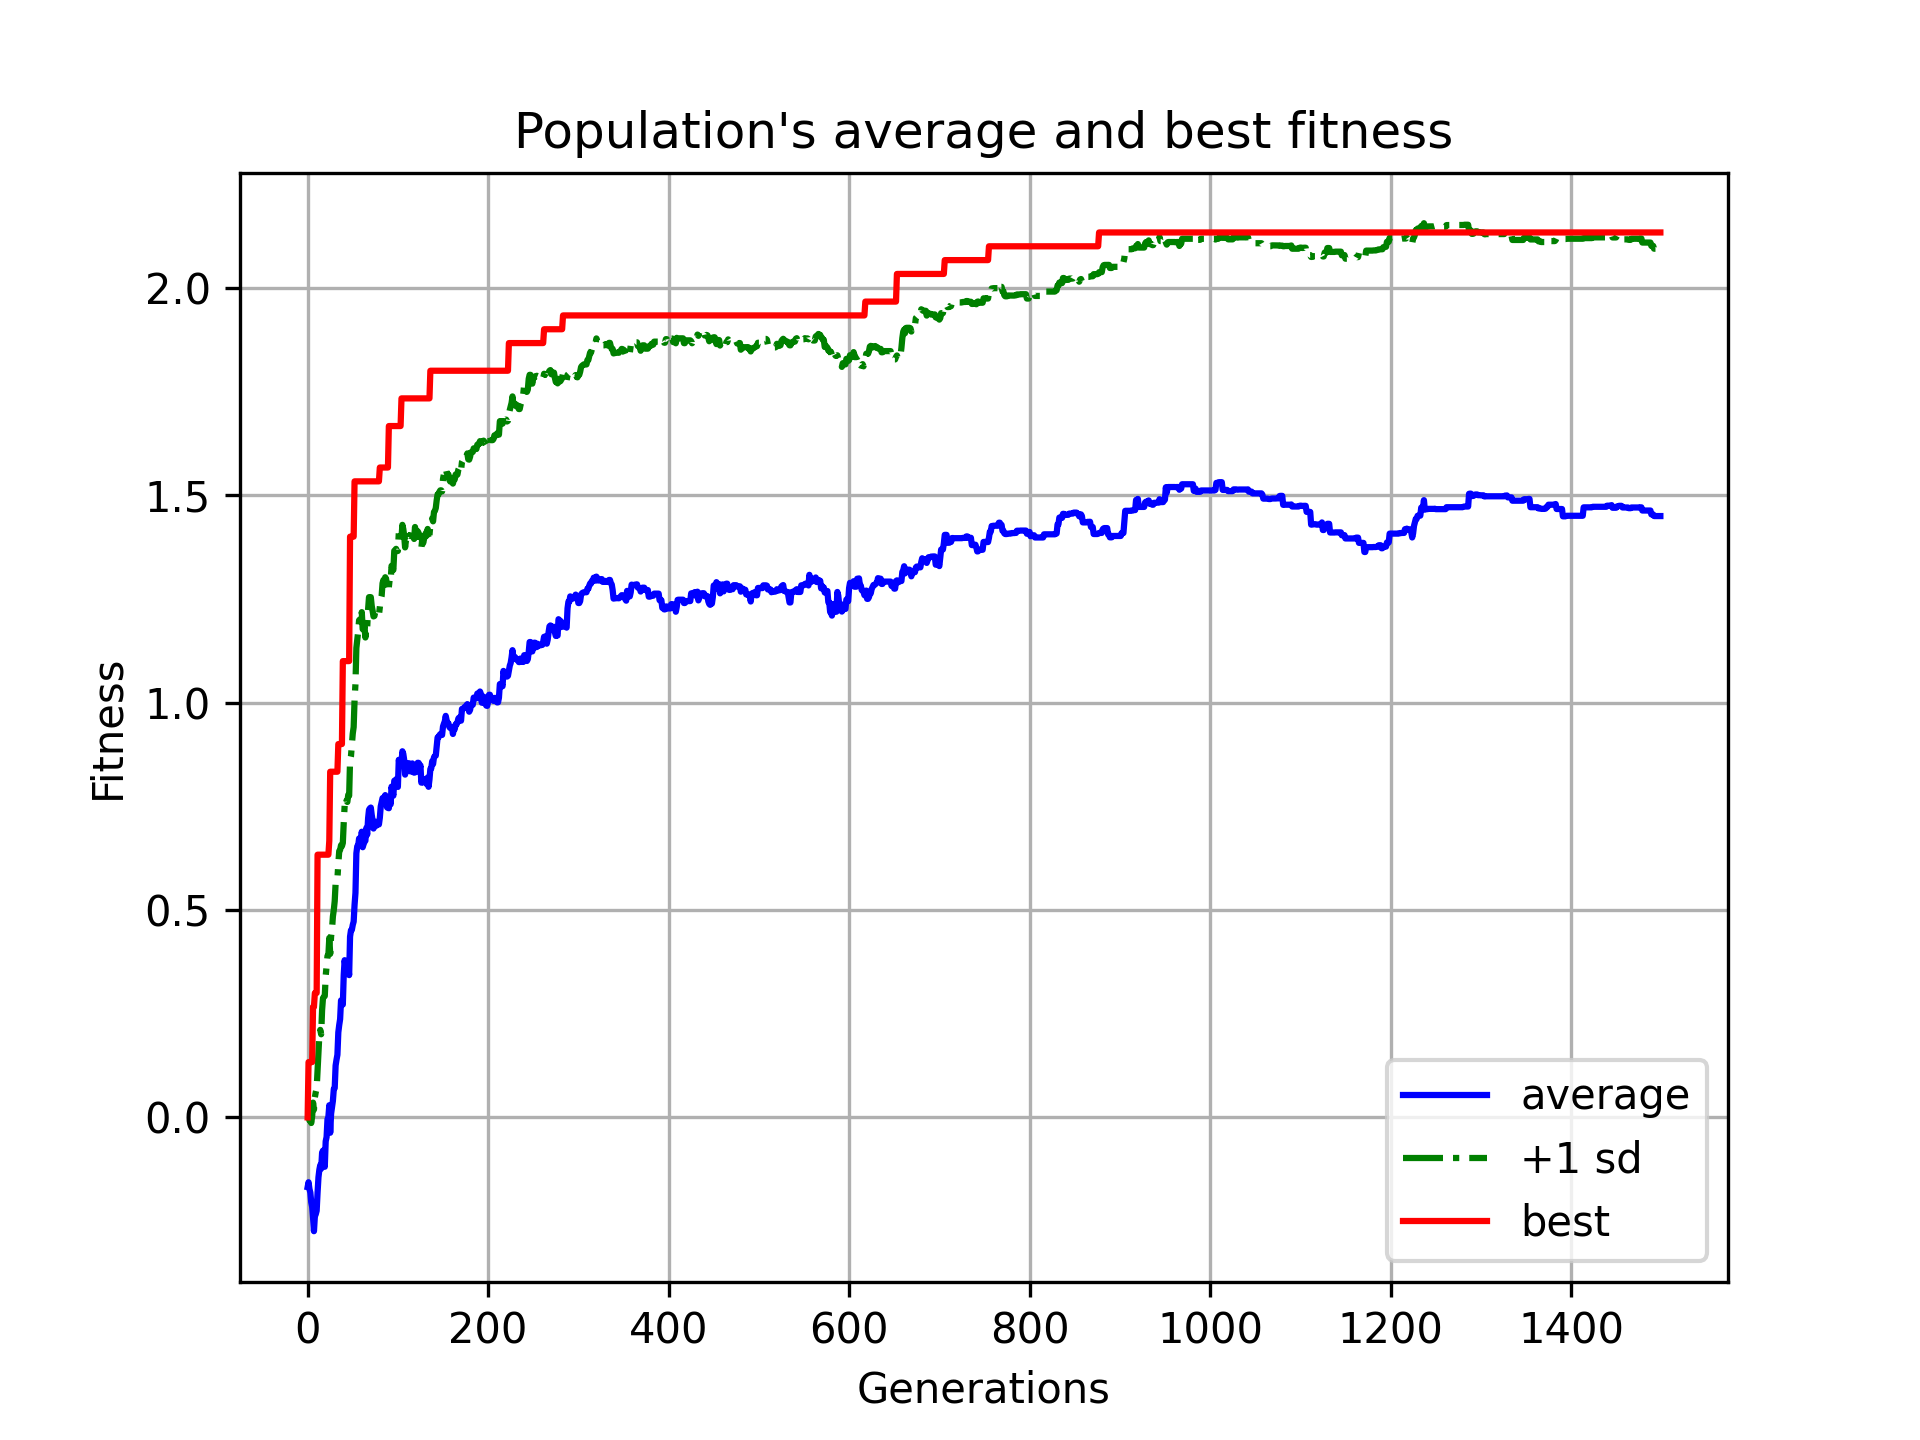 Population's average and best fitness
Fitness
2.0
1.5
1.0
0.5
0.0
0 200 400 600 800 1000 1200 1400
Generations
average
+1 sd
best